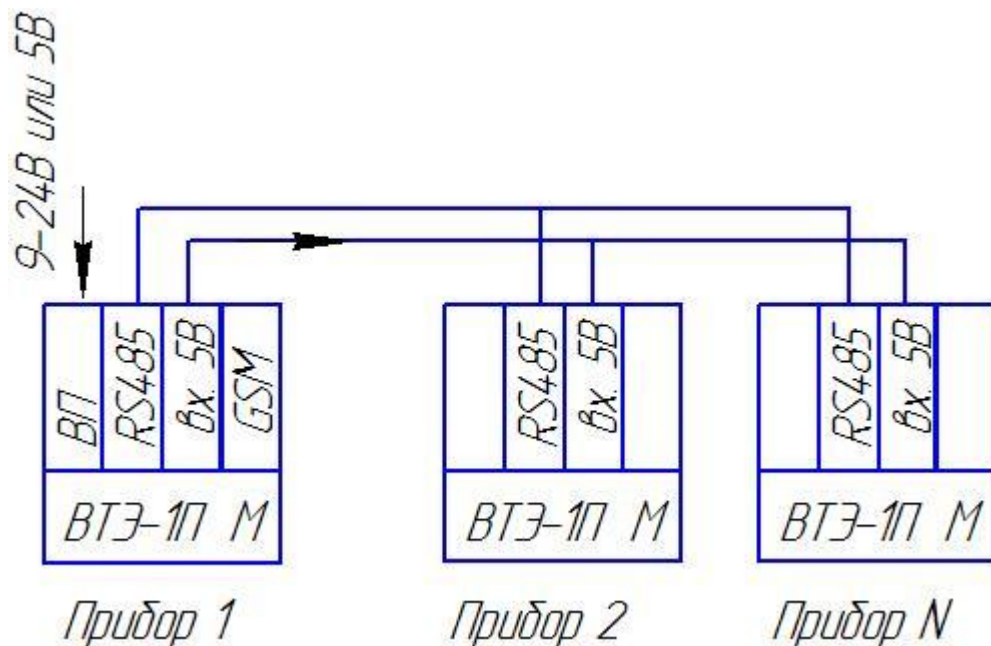 9-24В или 5В
ВП
RS485
вх. 5В
GSM
ВТЭ-1П М
Прибор 1
RS485
вх. 5В
ВТЭ-1П М
Прибор 2
RS485
вх. 5В
ВТЭ-1П М
Прибор N